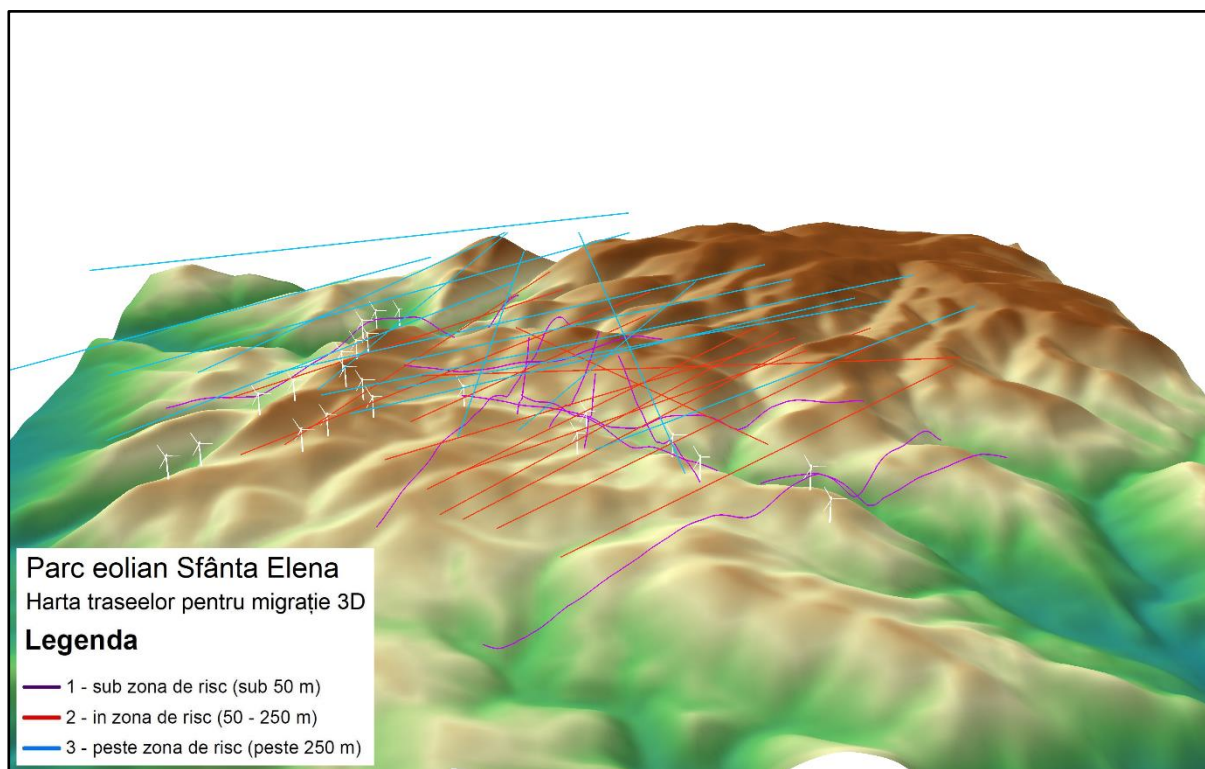 Parc eolian Sfânta Elena
Harta traseelor pentru migrație 3D
Legenda
1 - sub zona de risc (sub 50 m)
2 - in zona de risc (50 - 250 m)
3 - peste zona de risc (peste 250 m)